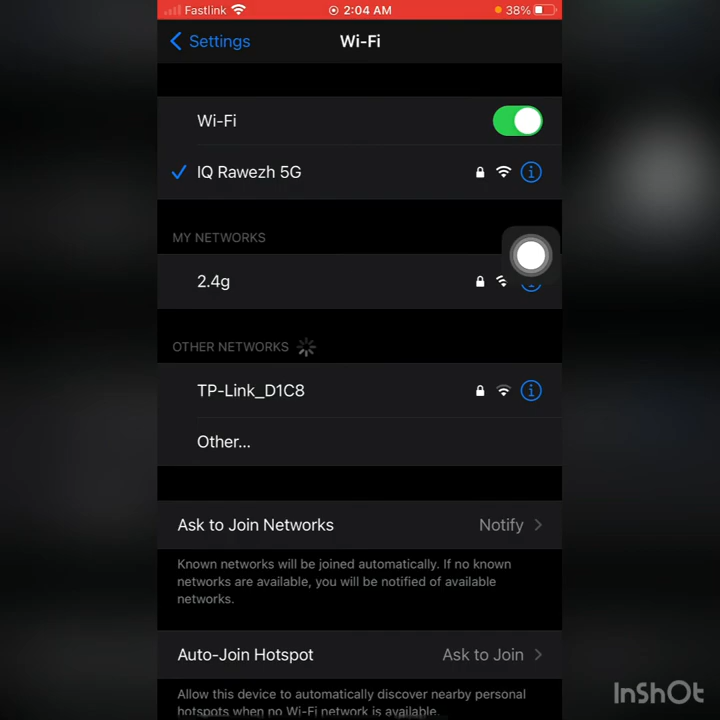 Fastlink 2:04 AM 38%
Settings Wi-Fi
Wi-Fi
IQ Rawezh 5G
MY NETWORKS
2.4g
OTHER NETWORKS
TP-Link_D1C8
Other...
Ask to Join Networks Notify
Known networks will be joined automatically. If no known
networks are available, you will be notified of available
networks.
Auto-Join Hotspot Ask to Join
Allow this device to automatically discover nearby personal
hotspots when no Wi-Fi network is available.
InShOt